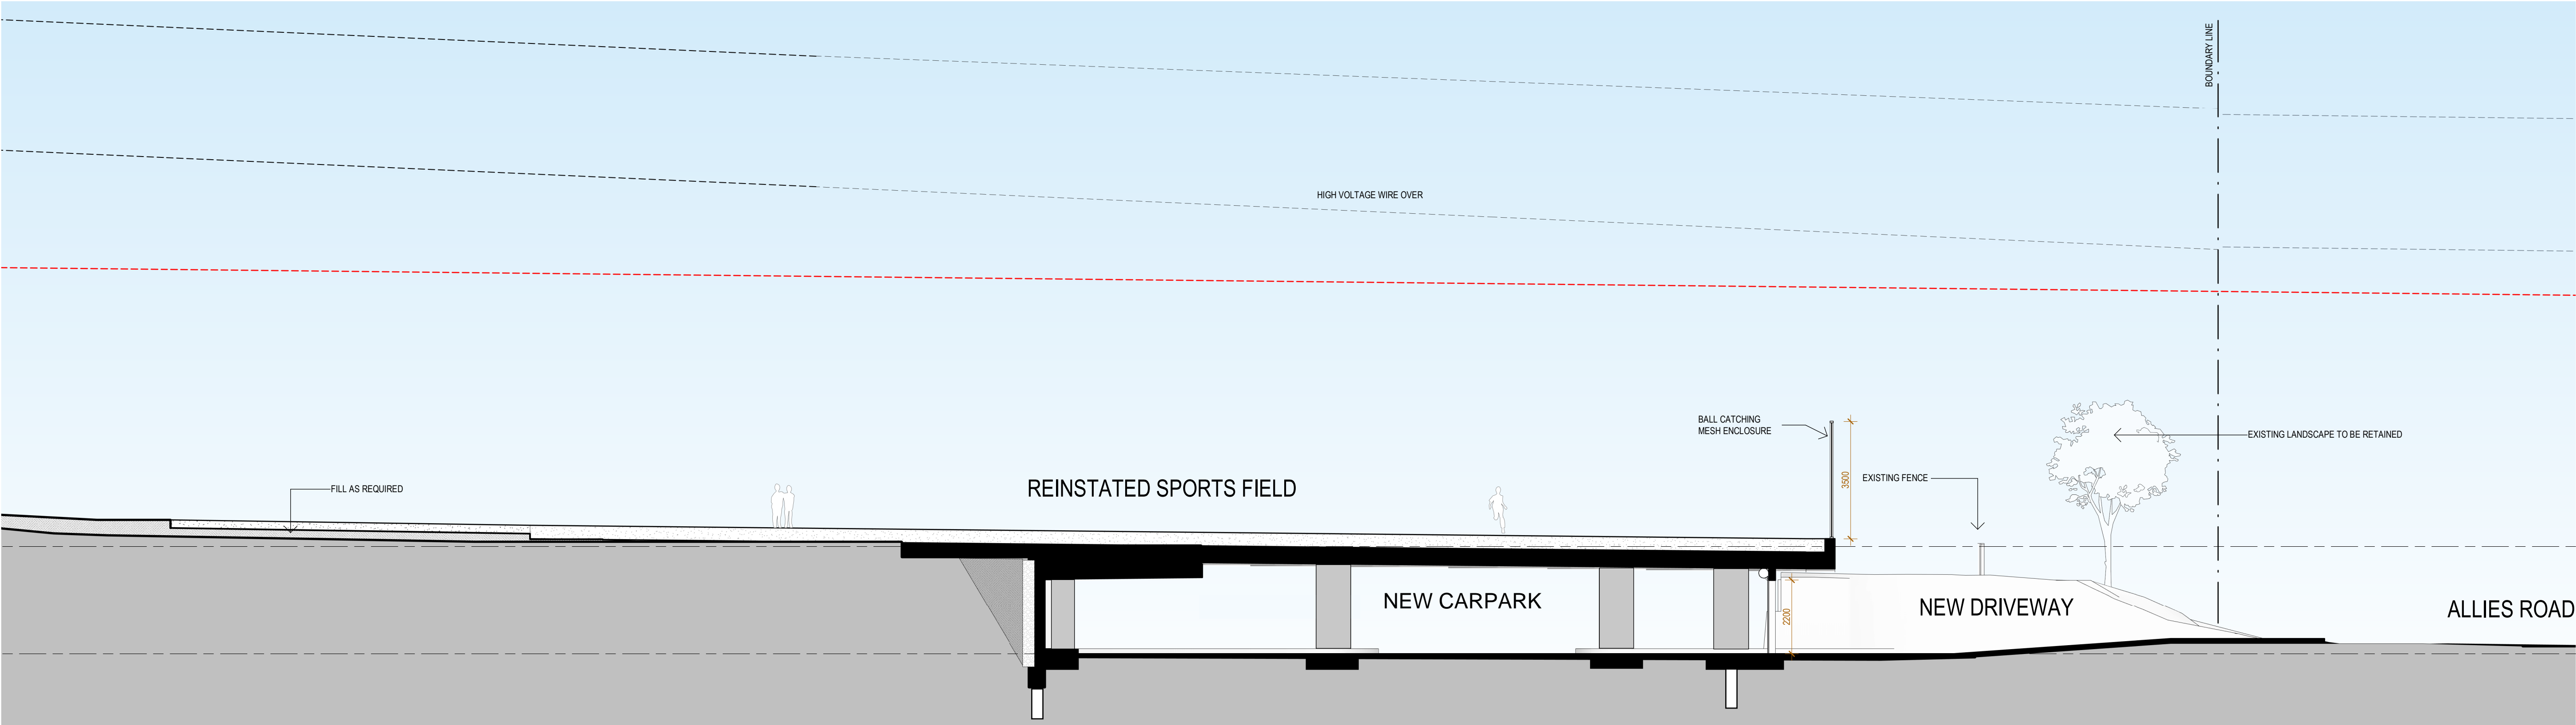 BOUNDARY LINE
HIGH VOLTAGE WIRE OVER
BALL CATCHING
MESH ENCLOSURE
EXISTING LANDSCAPE TO BE RETAINED
3500
EXISTING FENCE
REINSTATED SPORTS FIELD
FILL AS REQUIRED
NEW CARPARK
2200
NEW DRIVEWAY
ALLIES ROAD